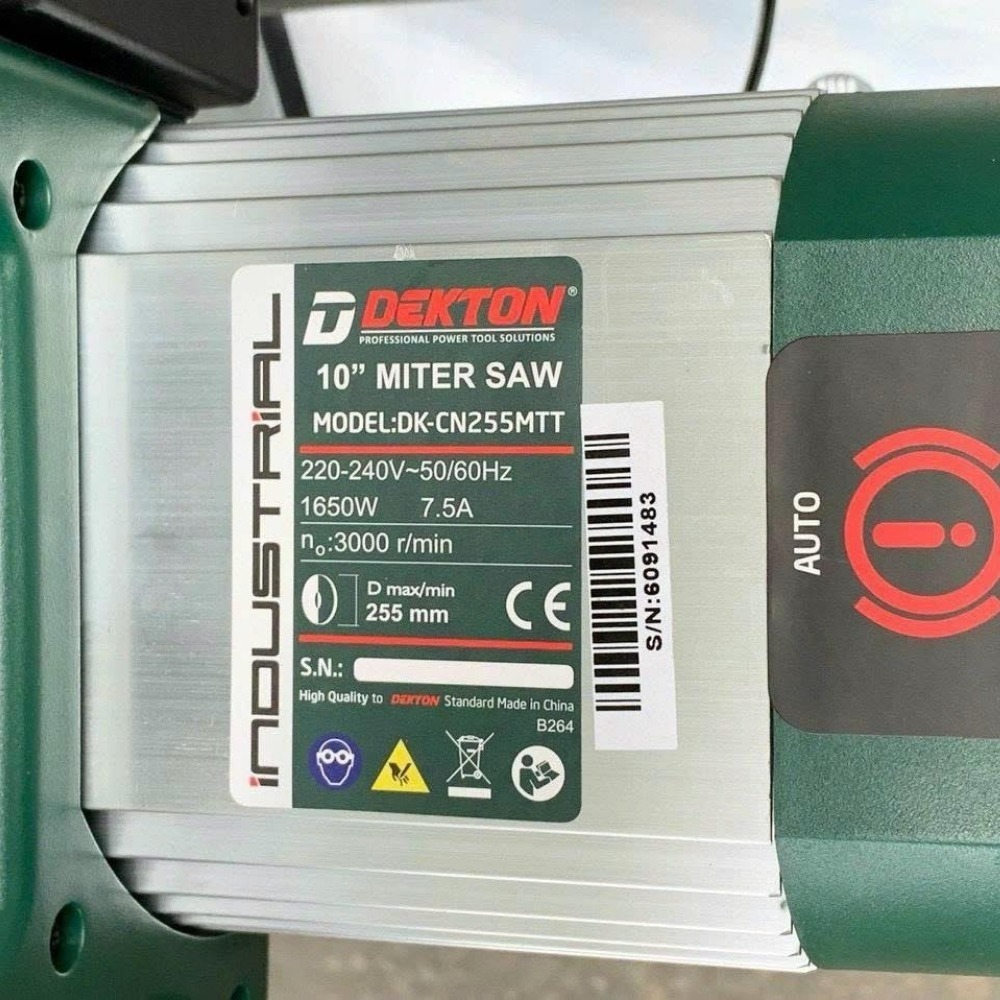 INDUSTRIAL
DEKTON®
PROFESSIONAL POWER TOOL SOLUTIONS
10” MITER SAW
MODEL:DK-CN255MTT
220-240V~50/60Hz
1650W 7.5A
n₀:3000 r/min
D max/min
255 mm
CE
S.N.:
High Quality to DEKTON Standard Made in China
B264
S/N:6091483
AUTO